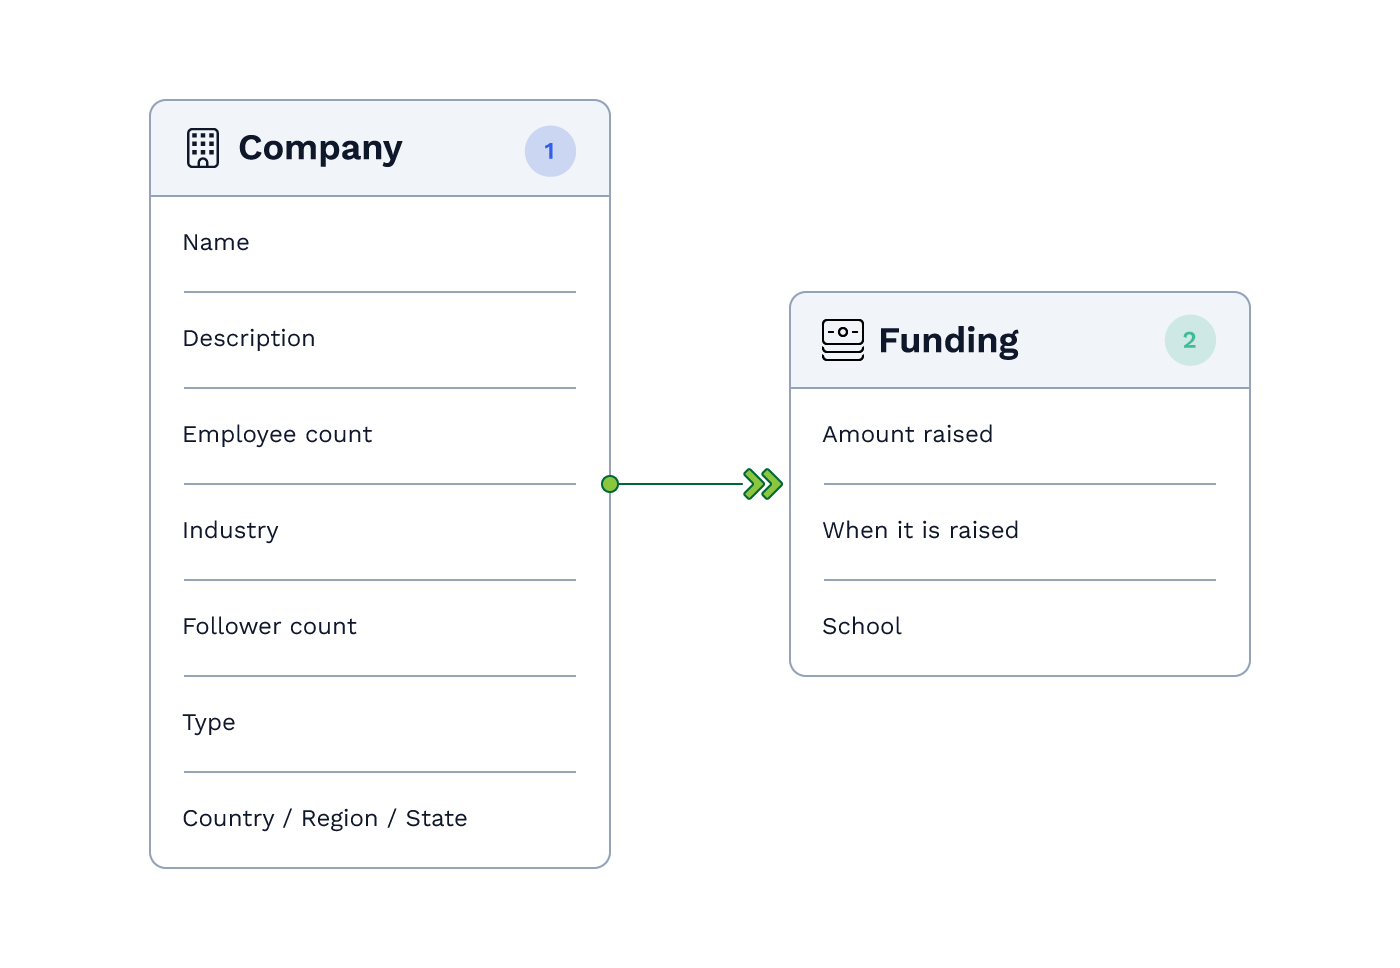 Company
1
Name
Description
Employee count
Industry
Follower count
Type
Country / Region / State
Funding
2
Amount raised
When it is raised
School